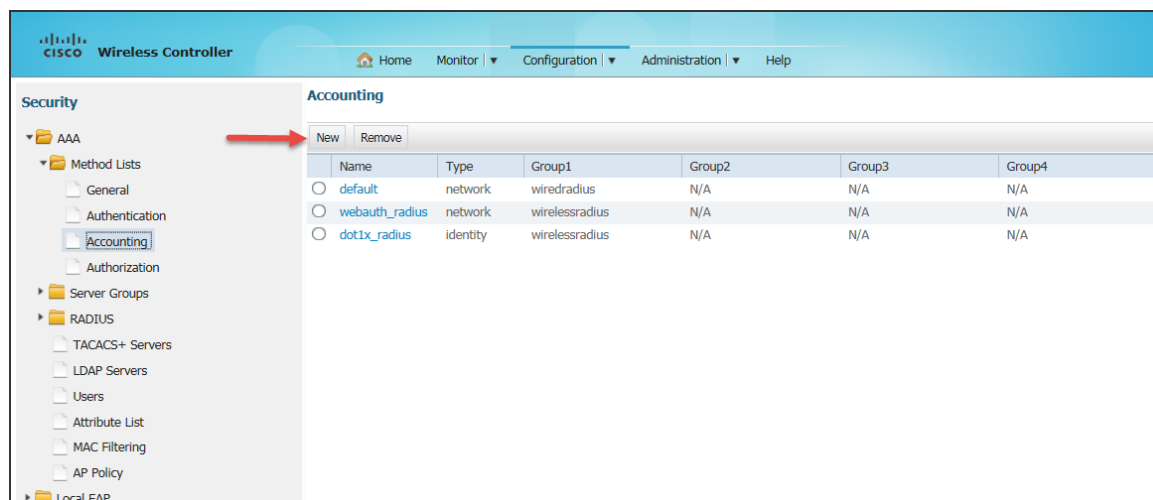 CISCO Wireless Controller
Home Monitor Configuration Administration Help
Security
AAA
Method Lists
General
Authentication
Accounting
Authorization
Server Groups
RADIUS
TACACS+ Servers
LDAP Servers
Users
Attribute List
MAC Filtering
AP Policy
Local EAP
Accounting
New Remove
Name Type Group1 Group2 Group3 Group4
default network wiredradius N/A N/A N/A
webauth_radius network wirelessradius N/A N/A N/A
dot1x_radius identity wirelessradius N/A N/A N/A